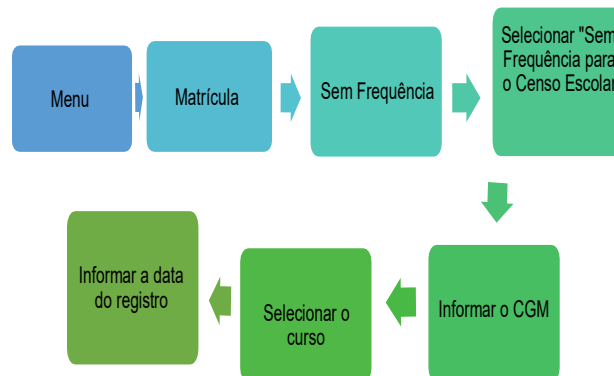 Menu
Matrícula
Sem Frequência
Selecionar "Sem
Frequência para
o Censo Escolar
Informar o CGM
Selecionar o
curso
Informar a data
do registro